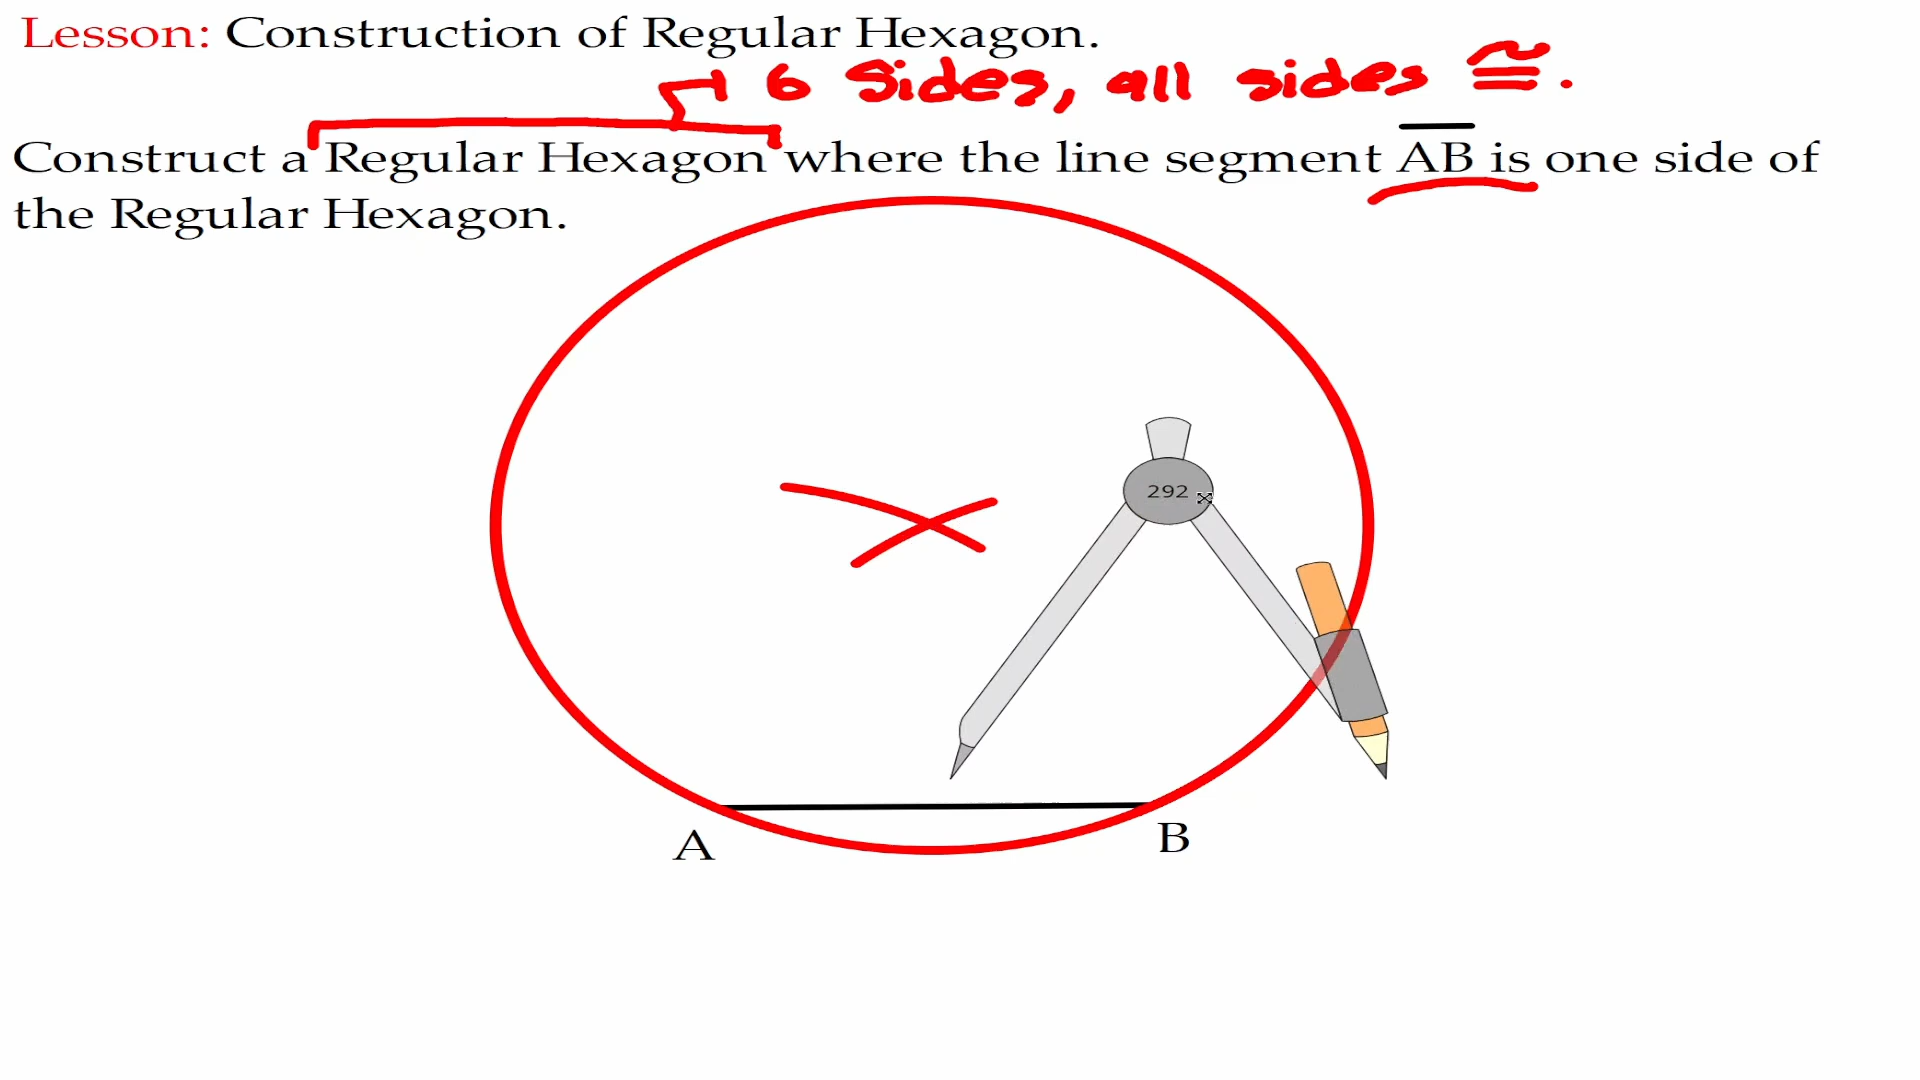 Lesson: Construction of Regular Hexagon.
6 sides, all sides ≅.
Construct a Regular Hexagon where the line segment AB is one side of
the Regular Hexagon.
292
A
B